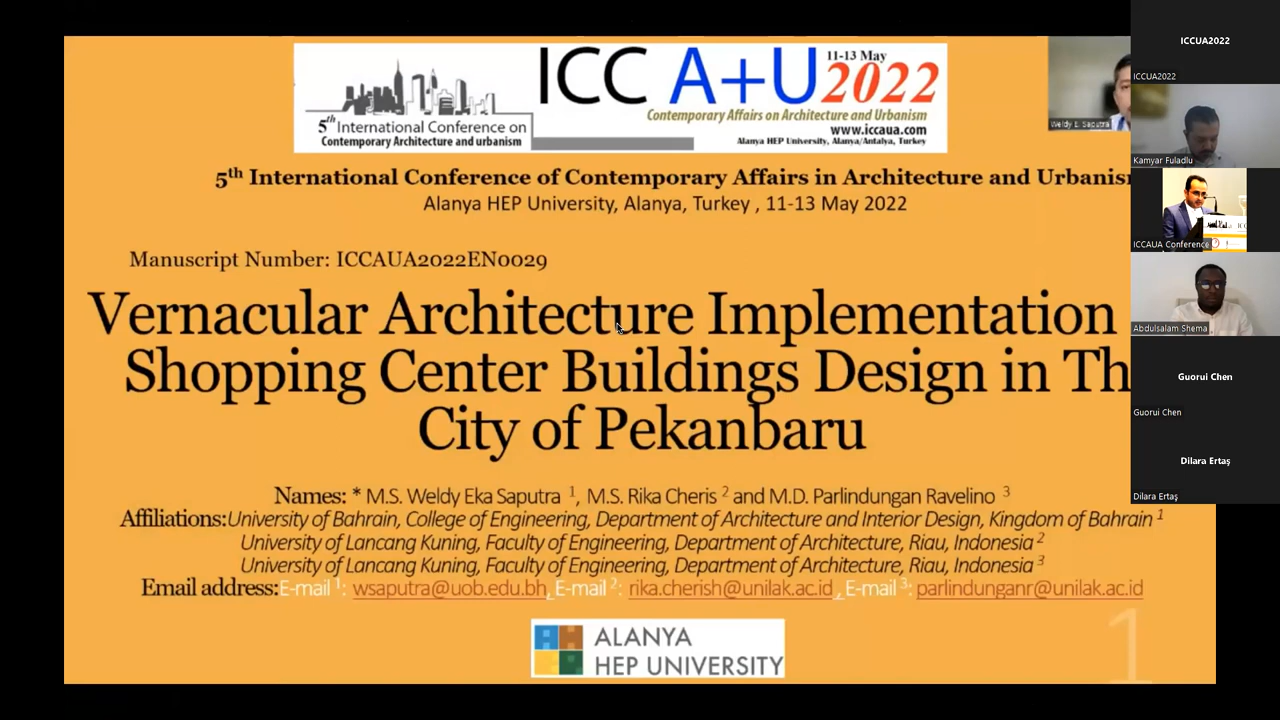 ICC A+U 2022
11-13 May
Contemporary Affairs on Architecture and Urbanism
www.iccaua.com
Alanya HEP University, Alanya/Antalya, Turkey
5th International Conference on
Contemporary Architecture and urbanism
5th International Conference of Contemporary Affairs in Architecture and Urbanism
Alanya HEP University, Alanya, Turkey , 11-13 May 2022
Manuscript Number: ICCAUA2022EN0029
Vernacular Architecture Implementation
Shopping Center Buildings Design in Th
City of Pekanbaru
Names: * M.S. Weldy Eka Saputra 1, M.S. Rika Cheris 2 and M.D. Parlindungan Ravelino 3
Affiliations:University of Bahrain, College of Engineering, Department of Architecture and Interior Design, Kingdom of Bahrain 1
University of Lancang Kuning, Faculty of Engineering, Department of Architecture, Riau, Indonesia 2
University of Lancang Kuning, Faculty of Engineering, Department of Architecture, Riau, Indonesia 3
Email address:E-mail 1: wsaputra@uob.edu.bh, E-mail 2: rika.cherish@unilak.ac.id , E-mail 3: parlindunganr@unilak.ac.id
ALANYA
HEP UNIVERSITY
1
Weldy E. Saputra
ICCUA2022
ICCUA2022
Kamyar Fuladlu
ICCAUA Conference
Abdulsalam Shema
Guorui Chen
Guorui Chen
Dilara Ertaş
Dilara Ertaş